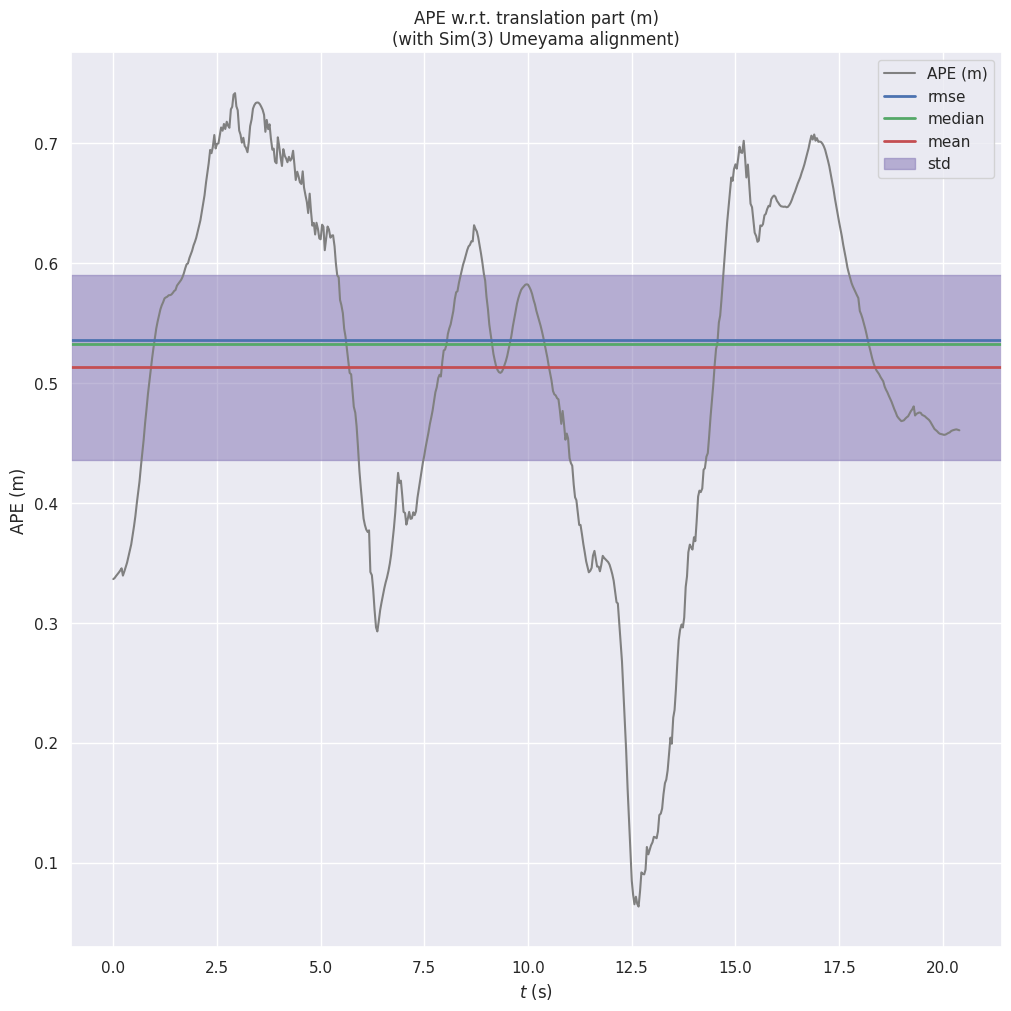 APE w.r.t. translation part (m)
(with Sim(3) Umeyama alignment)
APE (m)
rmse
median
mean
std
APE (m)
0.7
0.6
0.5
0.4
0.3
0.2
0.1
0.0 2.5 5.0 7.5 10.0 12.5 15.0 17.5 20.0
t (s)